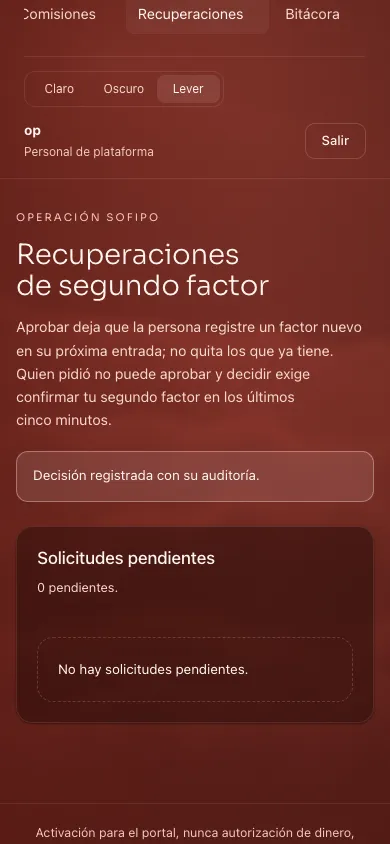 Comisiones Recuperaciones Bitácora
Claro Oscuro Lever
op
Personal de plataforma
Salir
OPERACIÓN SOFIPO
Recuperaciones
de segundo factor
Aprobar deja que la persona registre un factor nuevo
en su próxima entrada; no quita los que ya tiene.
Quien pidió no puede aprobar y decidir exige
confirmar tu segundo factor en los últimos
cinco minutos.
Decisión registrada con su auditoría.
Solicitudes pendientes
0 pendientes.
No hay solicitudes pendientes.
Activación para el portal, nunca autorización de dinero,